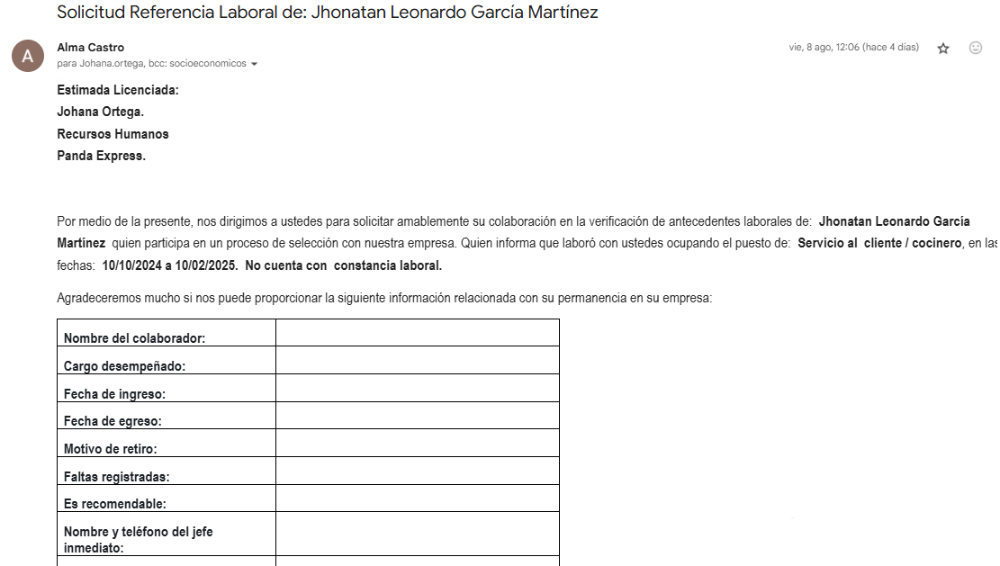 Solicitud Referencia Laboral de: Jhonatan Leonardo García Martínez
A
Alma Castro
vie, 8 ago, 12:06 (hace 4 días)
para Johana.ortega, bcc: socioeconomicos
Estimada Licenciada:
Johana Ortega.
Recursos Humanos
Panda Express.
Por medio de la presente, nos dirigimos a ustedes para solicitar amablemente su colaboración en la verificación de antecedentes laborales de: Jhonatan Leonardo García
Martínez quien participa en un proceso de selección con nuestra empresa. Quien informa que laboró con ustedes ocupando el puesto de: Servicio al cliente / cocinero, en las
fechas: 10/10/2024 a 10/02/2025. No cuenta con constancia laboral.
Agradeceremos mucho si nos puede proporcionar la siguiente información relacionada con su permanencia en su empresa:
Nombre del colaborador:
Cargo desempeñado:
Fecha de ingreso:
Fecha de egreso:
Motivo de retiro:
Faltas registradas:
Es recomendable:
Nombre y teléfono del jefe
inmediato: